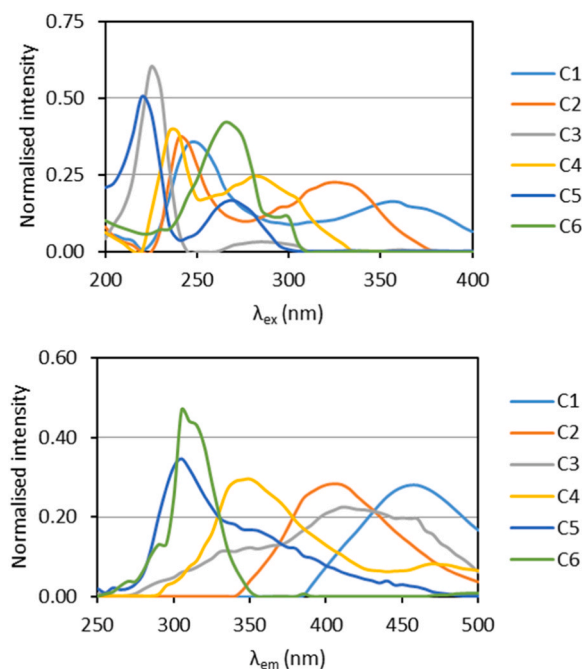 Normalised intensity
0.75
0.50
0.25
0.00
200 250 300 350 400
λex (nm)
C1
C2
C3
C4
C5
C6
Normalised intensity
0.60
0.40
0.20
0.00
250 300 350 400 450 500
λem (nm)
C1
C2
C3
C4
C5
C6